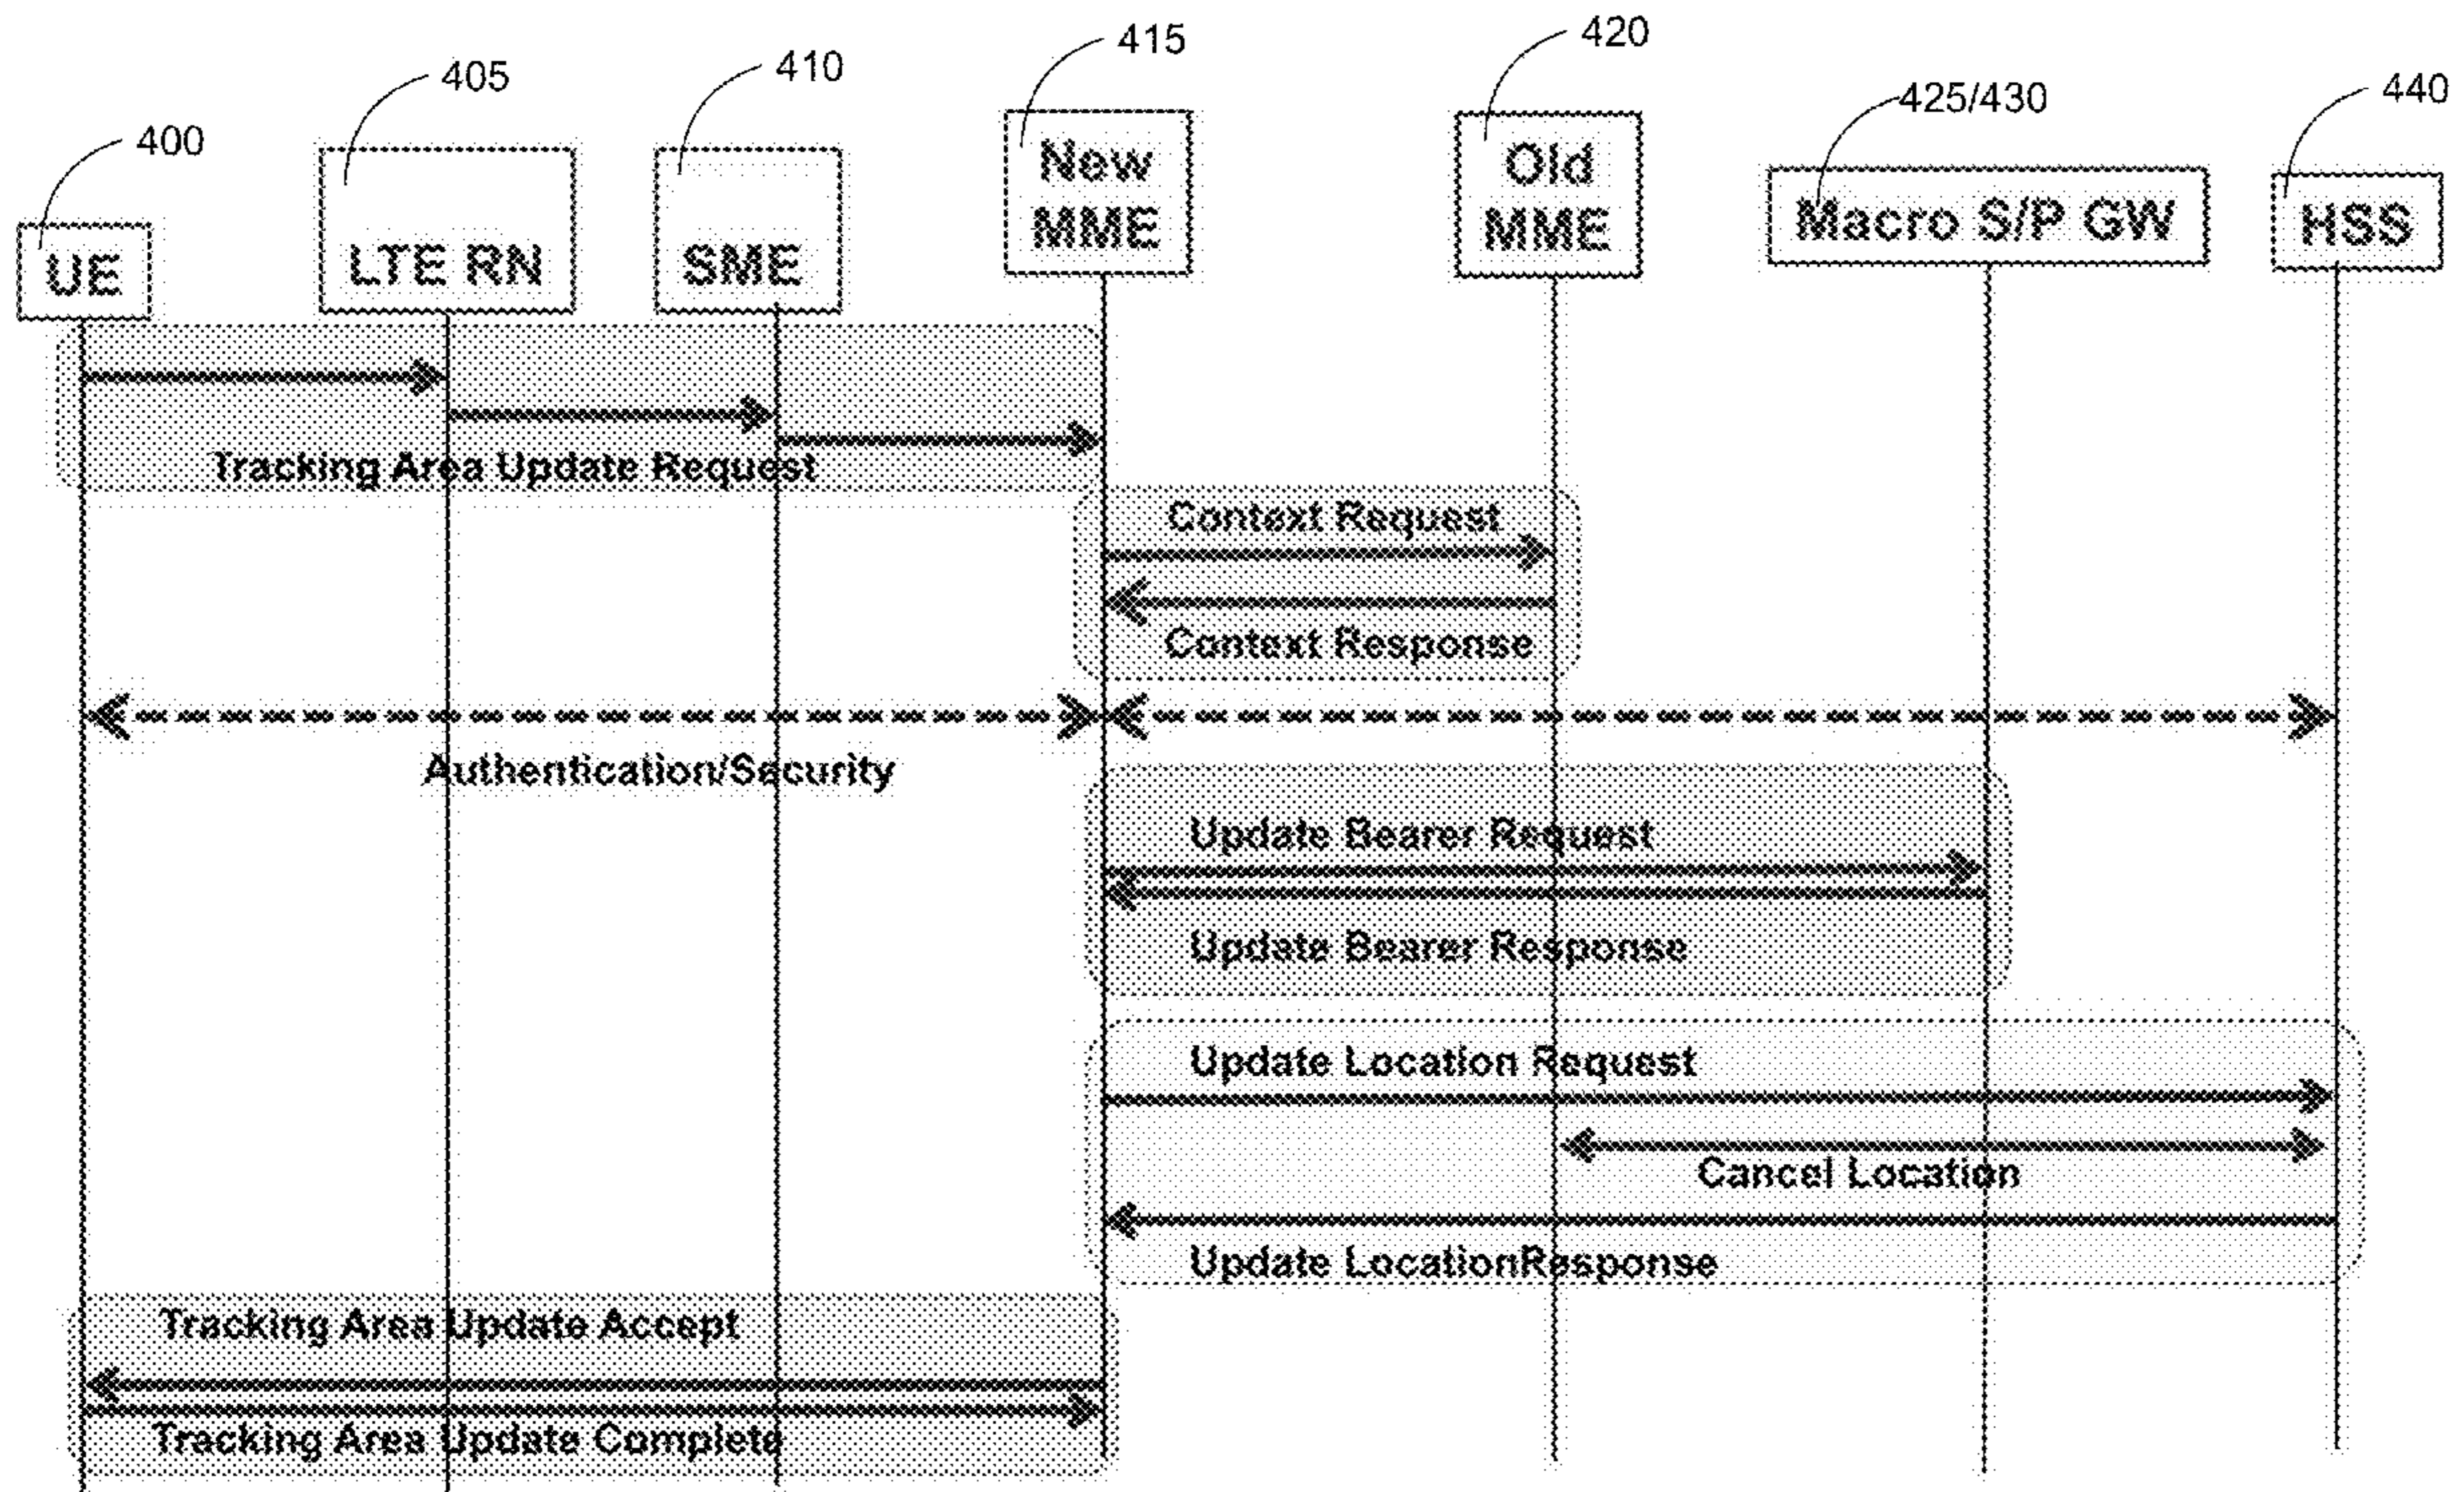 415
420
405
410
425/430
440
400
New
MME
Old
MME
Macro S/P GW
HSS
UE
LTE RN
SME
Tracking Area Update Request
Context Request
Context Response
Authentication/Security
Update Bearer Request
Update Bearer Response
Update Location Request
Cancel Location
Update LocationResponse
Tracking Area Update Accept
Tracking Area Update Complete